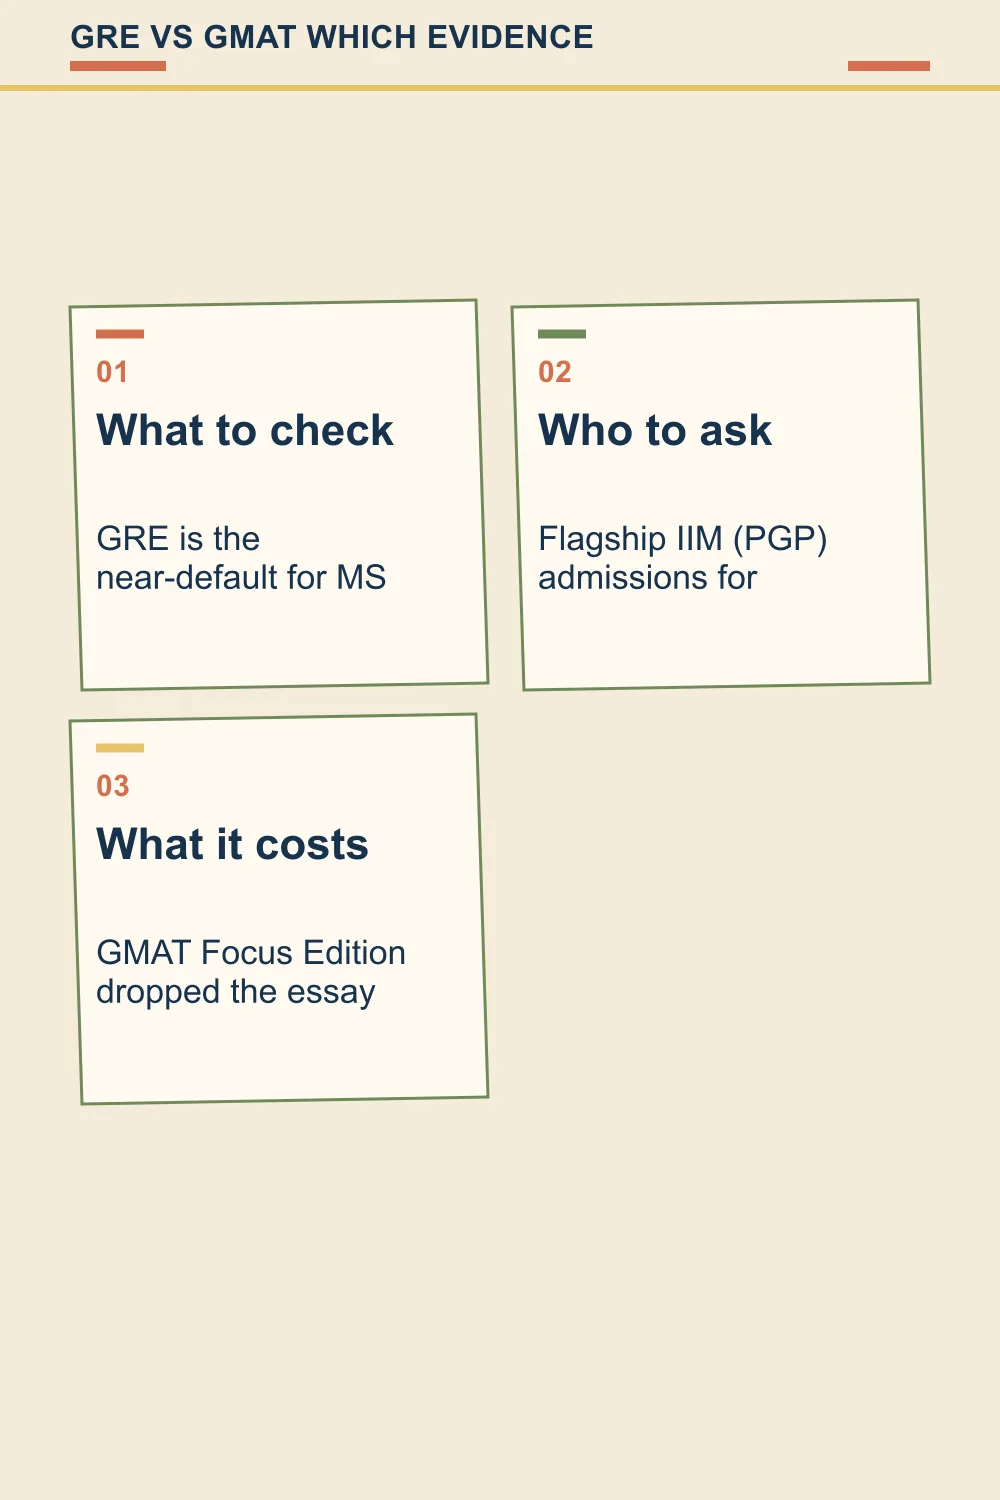 GRE VS GMAT WHICH EVIDENCE
01
What to check
GRE is the
near-default for MS
02
Who to ask
Flagship IIM (PGP)
admissions for
03
What it costs
GMAT Focus Edition
dropped the essay